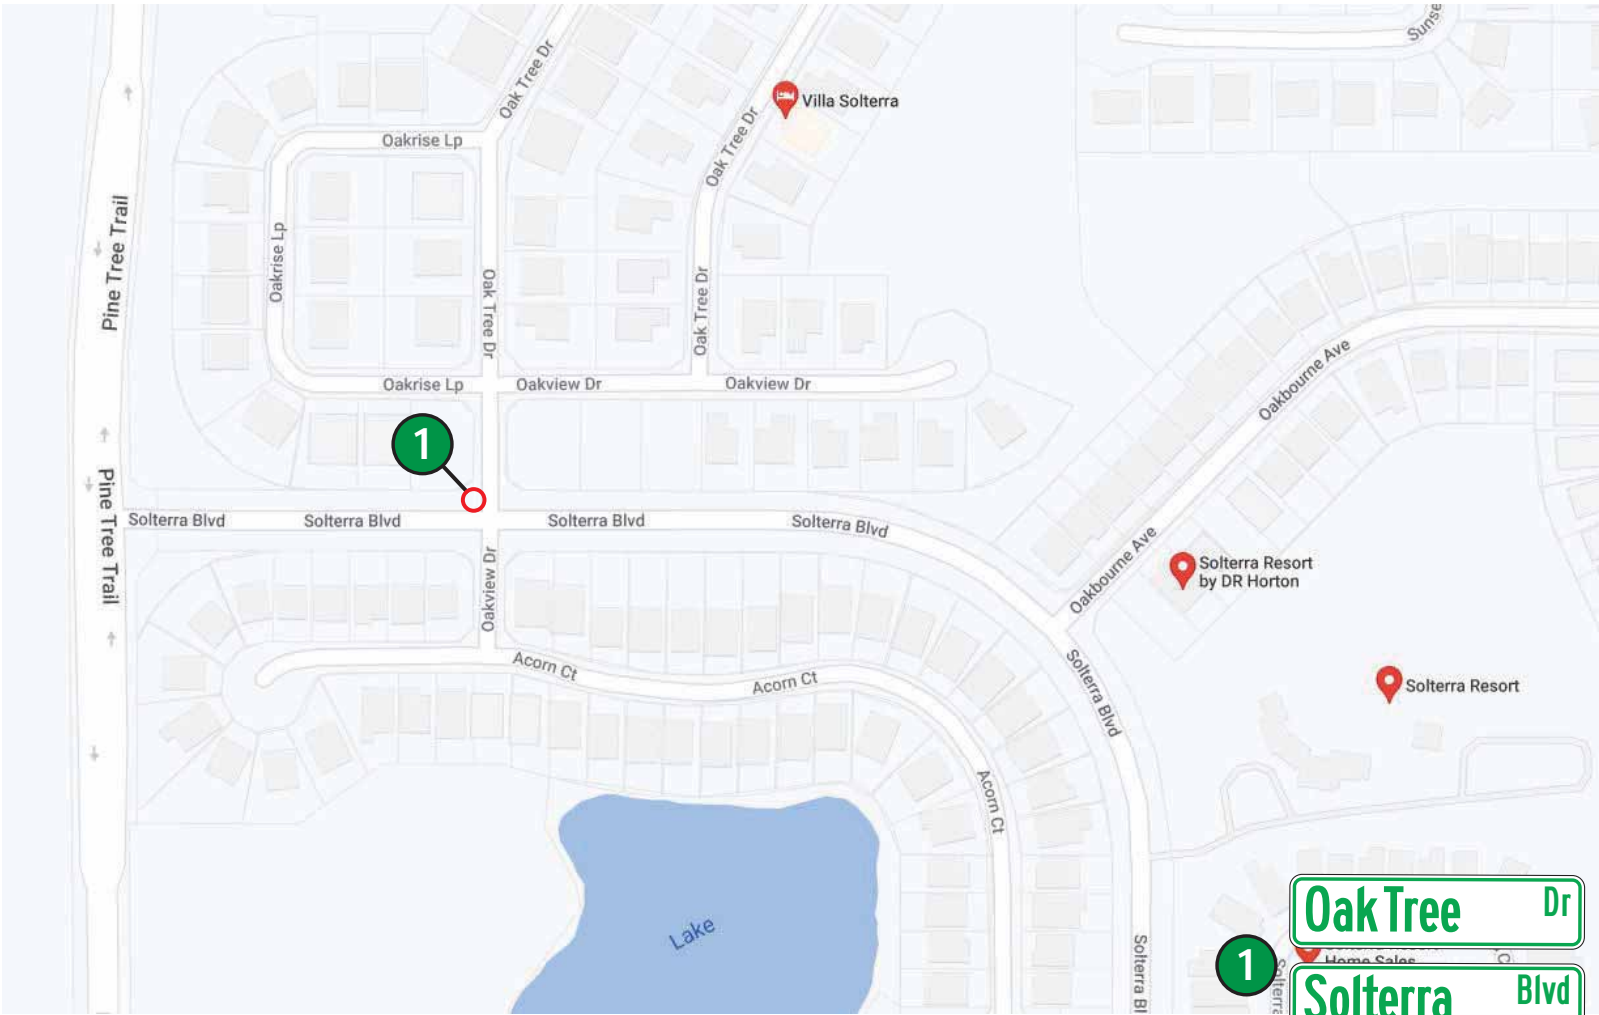 Sunse
Oak Tree Dr
Villa Solterra
Oakrise Lp
Oak Tree Dr
Pine Tree Trail
Oakrise Lp
Oak Tree Dr
Oak Tree Dr
Oakrise Lp
Oakview Dr
Oakview Dr
Oakbourne Ave
1
Pine Tree Trail
Solterra Blvd
Solterra Blvd
Solterra Blvd
Solterra Blvd
Oakview Dr
Oakbourne Ave
Solterra Resort
by DR Horton
Acorn Ct
Acorn Ct
Solterra Blvd
Solterra Resort
Acorn Ct
Lake
Solterra Bl
Oak Tree Dr
1
Home Sales
Solterra
Solterra Blvd